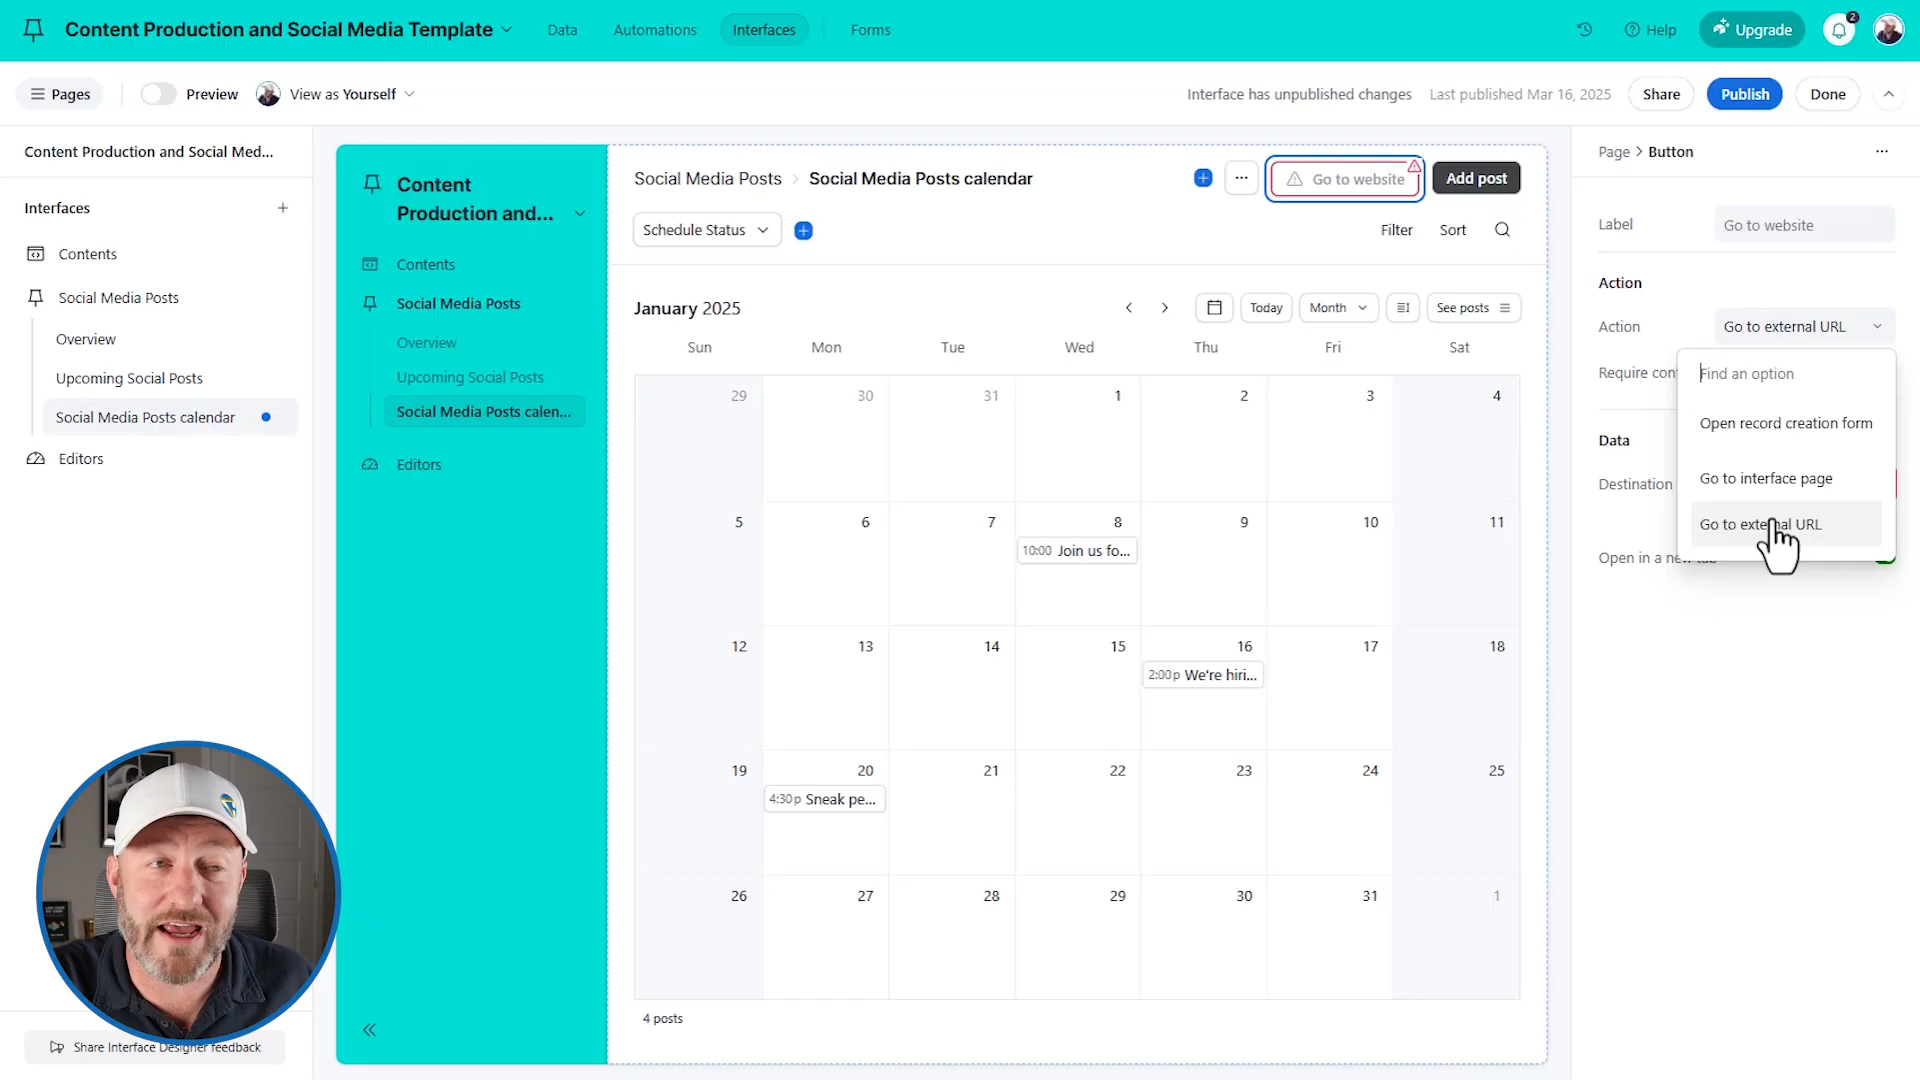 Content Production and Social Media Template
Data
Automations
Interfaces
Forms
Help
Upgrade
2
Pages
Preview
View as Yourself
Interface has unpublished changes
Last published Mar 16, 2025
Share
Publish
Done
Content Production and Social Med...
Interfaces
Contents
Social Media Posts
Overview
Upcoming Social Posts
Social Media Posts calendar
Editors
Share Interface Designer feedback
Content
Production and...
Contents
Social Media Posts
Overview
Upcoming Social Posts
Social Media Posts calen...
Editors
Social Media Posts > Social Media Posts calendar
Go to website
Add post
Schedule Status
Filter
Sort
January 2025
Today
Month
See posts
Sun Mon Tue Wed Thu Fri Sat
29 30 31 1 2 3 4
5 6 7 8 9 10 11
10:00 Join us fo...
12 13 14 15 16 17 18
2:00p We're hiri...
19 20 21 22 23 24 25
4:30p Sneak pe...
26 27 28 29 30 31 1
4 posts
Page > Button
Label
Go to website
Action
Action
Go to external URL
Require con
Find an option
Open record creation form
Data
Go to interface page
Destination
Go to external URL
Open in a new tab